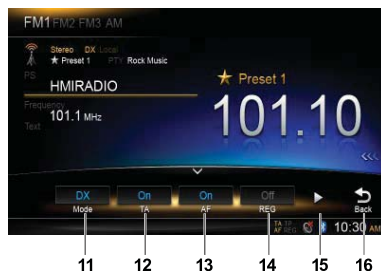 FM1 FM2 FM3 AM
Stereo DX Local
★ Preset 1 PTY Rock Music
PS
HMIRADIO
★ Preset 1
Frequency
101.1 MHz
101.10
Text
DX On On Off
Mode TA AF REG Back
TA TP
AF REG 10:30 AM
11 12 13 14 15 16